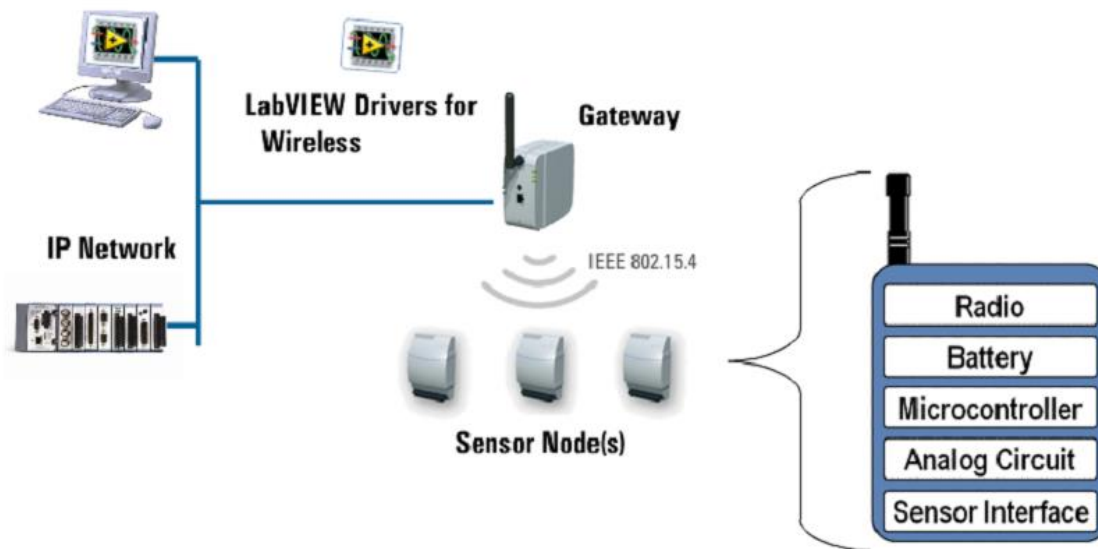 LabVIEW Drivers for
Wireless
Gateway
IP Network
IEEE 802.15.4
Sensor Node(s)
Radio
Battery
Microcontroller
Analog Circuit
Sensor Interface